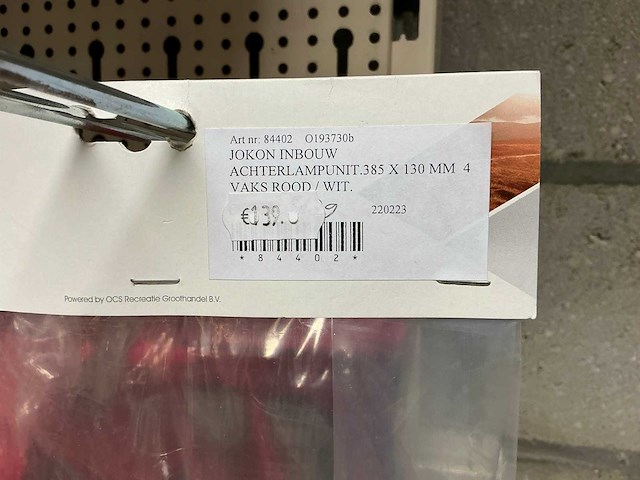 Art nr: 84402 O193730b
JOKON INBOUW
ACHTERLAMPUNIT.385 X 130 MM 4
VAKS ROOD / WIT.
220223
* 8 4 4 0 2 *
Powered by OCS Recreatie Groothandel B.V.